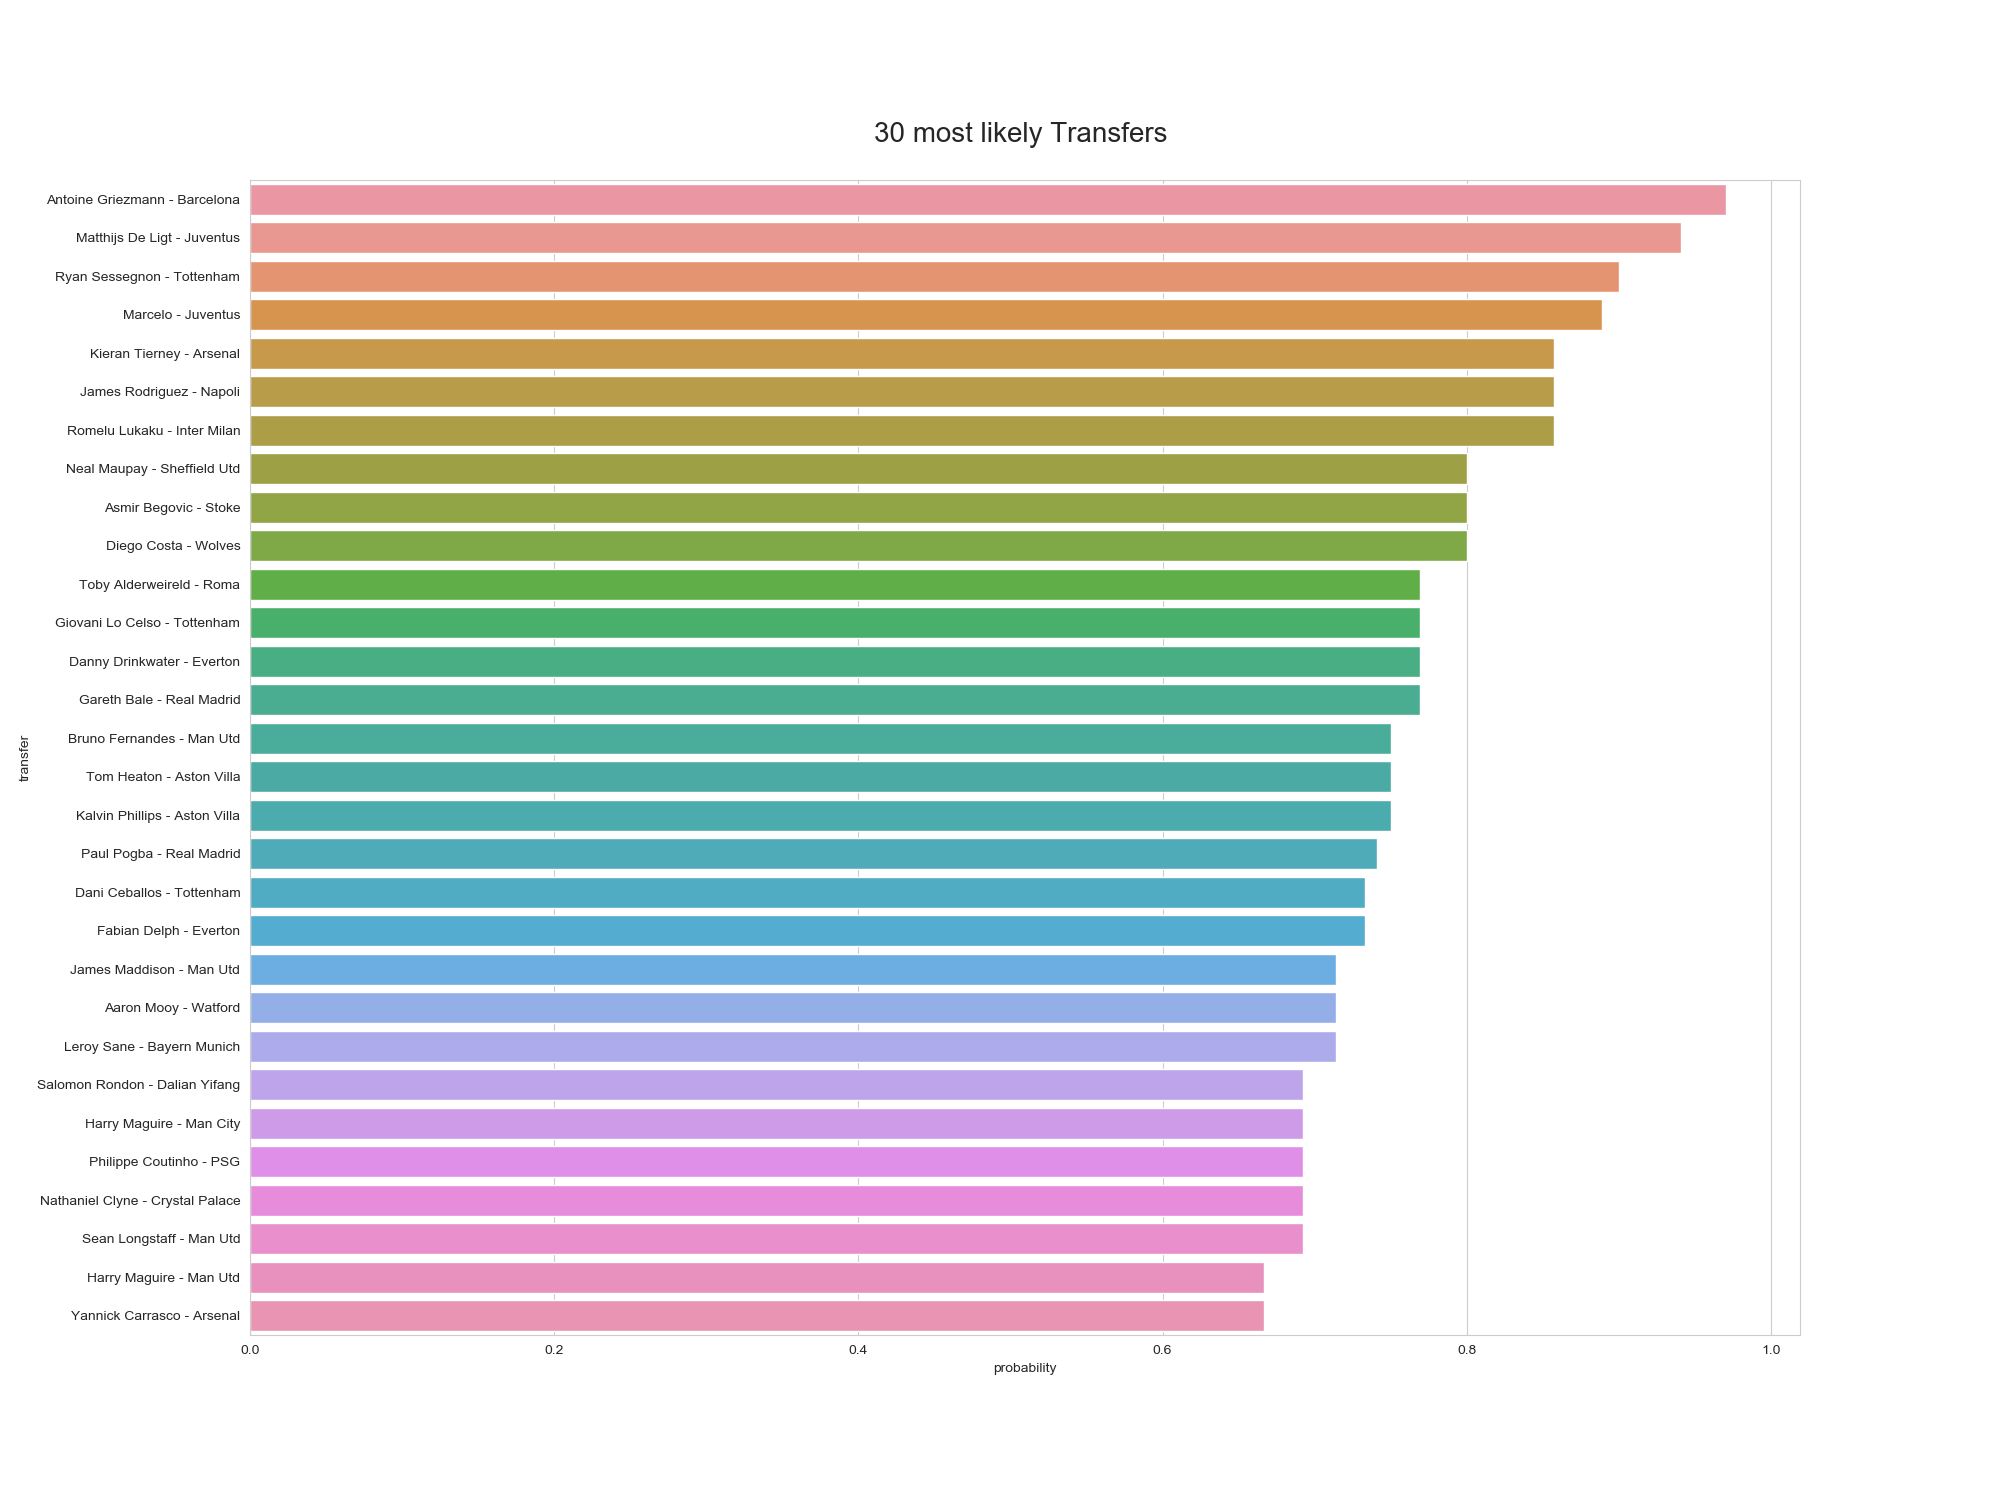 30 most likely Transfers
Antoine Griezmann - Barcelona
Matthijs De Ligt - Juventus
Ryan Sessegnon - Tottenham
Marcelo - Juventus
Kieran Tierney - Arsenal
James Rodriguez - Napoli
Romelu Lukaku - Inter Milan
Neal Maupay - Sheffield Utd
Asmir Begovic - Stoke
Diego Costa - Wolves
Toby Alderweireld - Roma
Giovani Lo Celso - Tottenham
Danny Drinkwater - Everton
Gareth Bale - Real Madrid
Bruno Fernandes - Man Utd
Tom Heaton - Aston Villa
Kalvin Phillips - Aston Villa
Paul Pogba - Real Madrid
Dani Ceballos - Tottenham
Fabian Delph - Everton
James Maddison - Man Utd
Aaron Mooy - Watford
Leroy Sane - Bayern Munich
Salomon Rondon - Dalian Yifang
Harry Maguire - Man City
Philippe Coutinho - PSG
Nathaniel Clyne - Crystal Palace
Sean Longstaff - Man Utd
Harry Maguire - Man Utd
Yannick Carrasco - Arsenal
transfer
0.0 0.2 0.4 0.6 0.8 1.0
probability